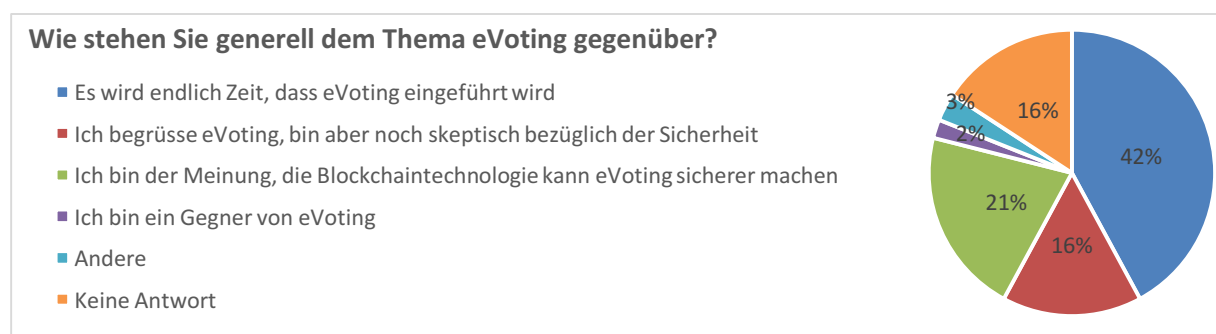 Wie stehen Sie generell dem Thema eVoting gegenüber?
Es wird endlich Zeit, dass eVoting eingeführt wird
Ich begrüsse eVoting, bin aber noch skeptisch bezüglich der Sicherheit
Ich bin der Meinung, die Blockchaintechnologie kann eVoting sicherer machen
Ich bin ein Gegner von eVoting
Andere
Keine Antwort
42%
16%
21%
2%
3%
16%